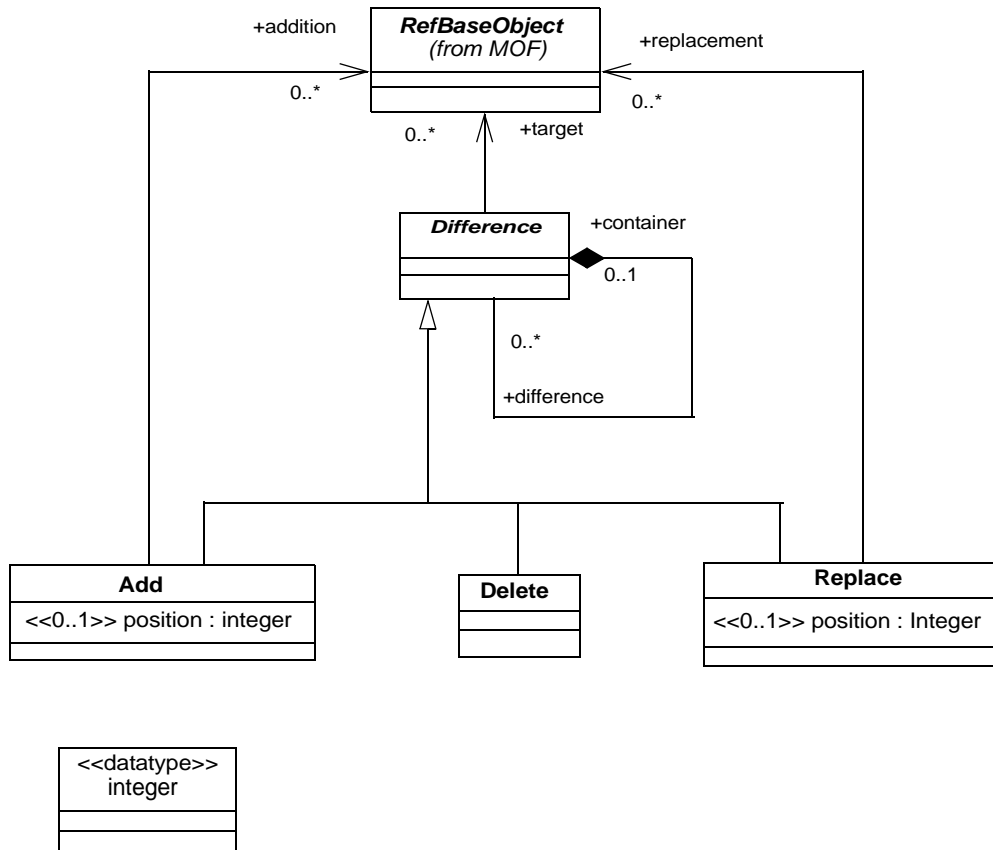 +addition
RefBaseObject
(from MOF)
+replacement
0..*
0..*
0..*
+target
Difference
+container
0..1
0..*
+difference
Add
<<0..1>> position : integer
Delete
Replace
<<0..1>> position : Integer
<<datatype>>
integer